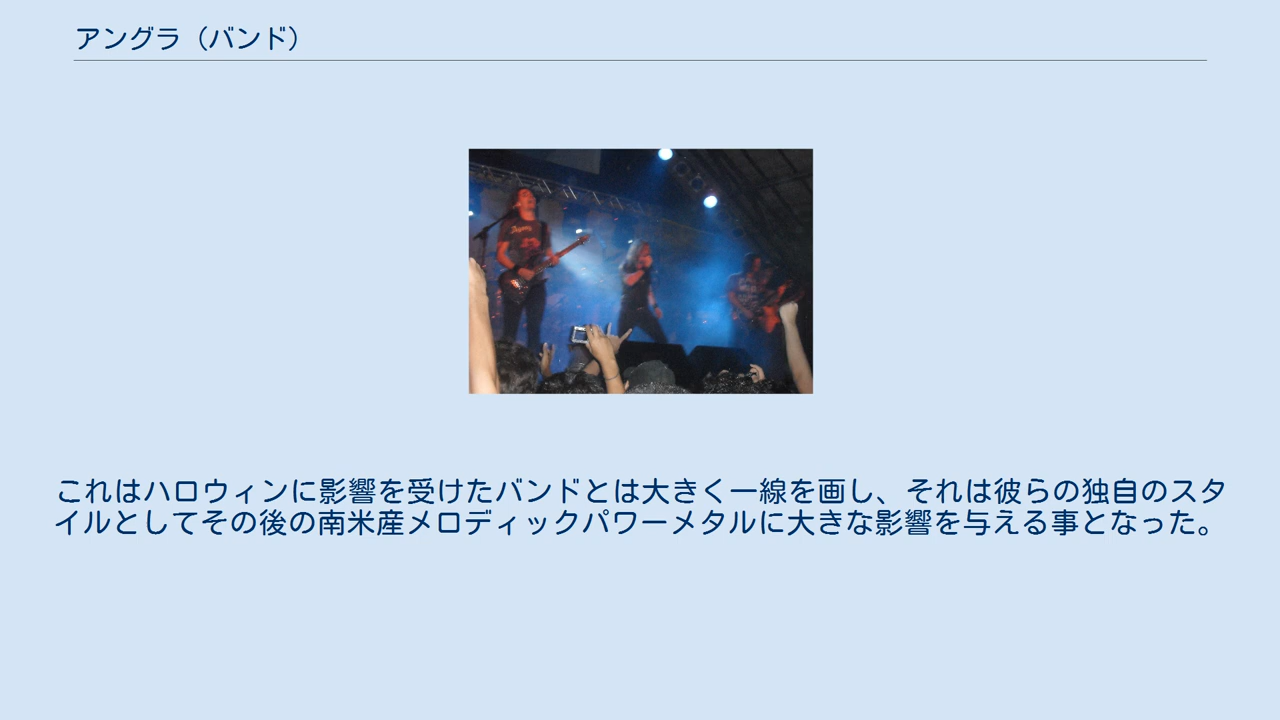 アングラ（バンド）
これはハロウィンに影響を受けたバンドとは大きく一線を画し、それは彼らの独自のスタ
イルとしてその後の南米産メロディックパワーメタルに大きな影響を与える事となった。